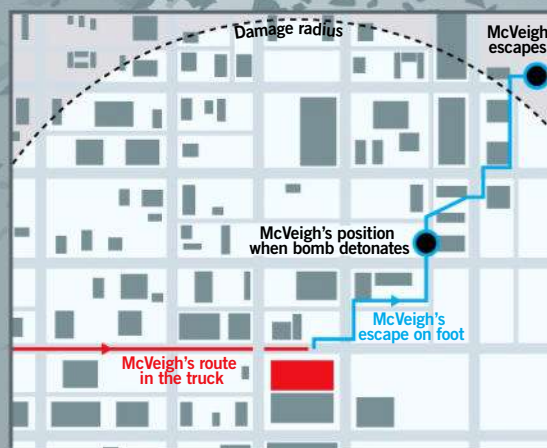 Damage radius
McVeigh
escapes
McVeigh's position
when bomb detonates
McVeigh's
escape on foot
McVeigh's route
in the truck